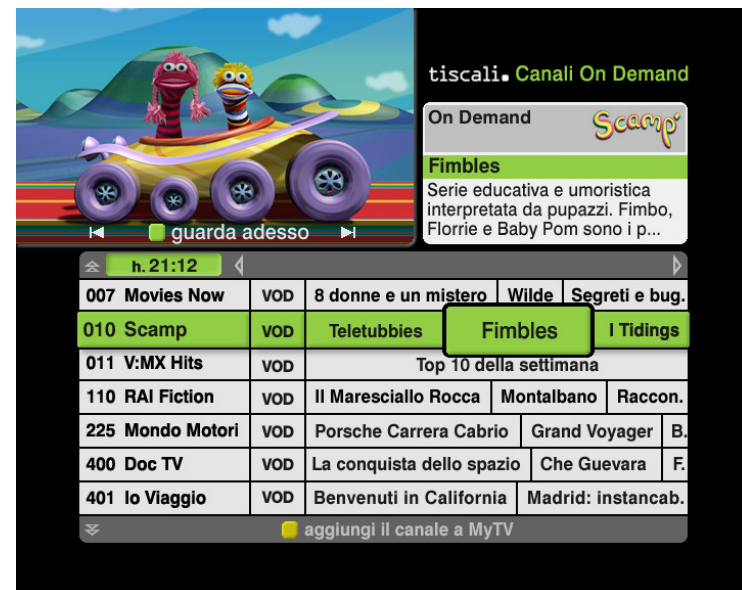 tiscali. Canali On Demand
On Demand Scamp
Fimbles
Serie educativa e umoristica
interpretata da pupazzi. Fimbo,
Florrie e Baby Pom sono i p...
guarda adesso
h. 21:12
007 Movies Now VOD 8 donne e un mistero Wilde Segreti e bug.
010 Scamp VOD Teletubbies Fimbles I Tidings
011 V:MX Hits VOD Top 10 della settimana
110 RAI Fiction VOD Il Maresciallo Rocca Montalbano Raccon.
225 Mondo Motori VOD Porsche Carrera Cabrio Grand Voyager B.
400 Doc TV VOD La conquista dello spazio Che Guevara F.
401 Io Viaggio VOD Benvenuti in California Madrid: instancab.
aggiungi il canale a MyTV